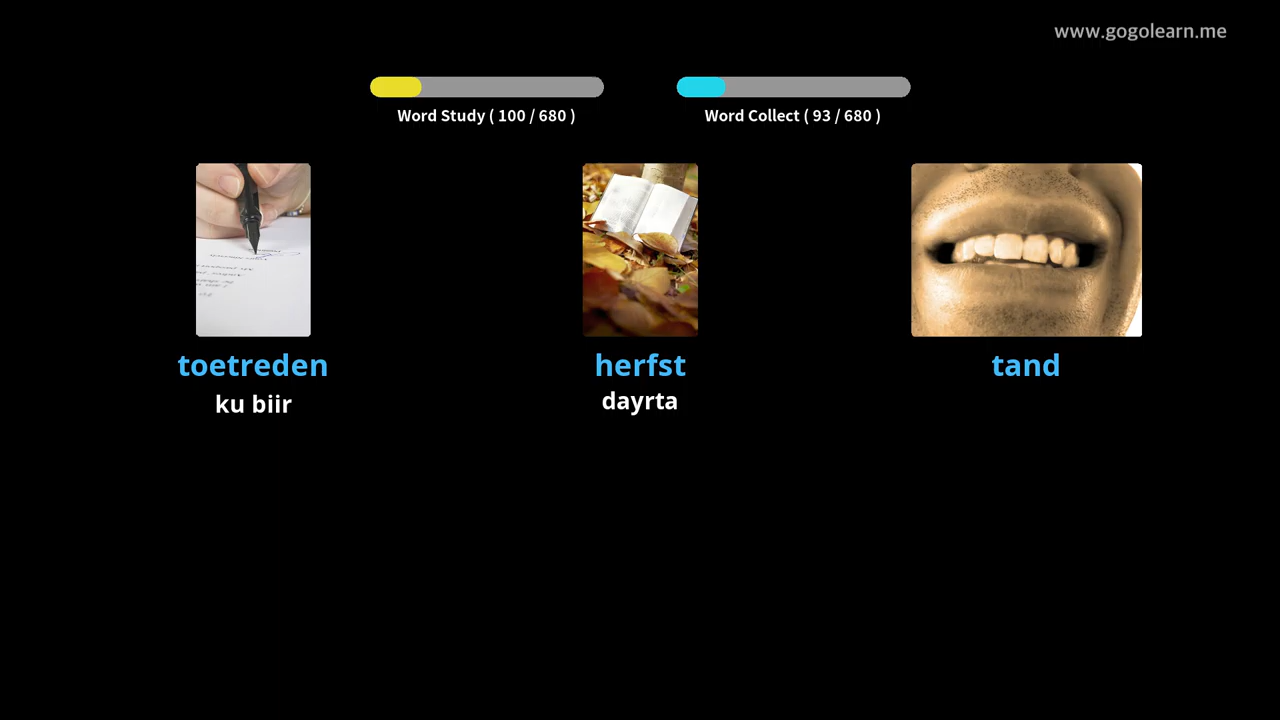 www.gogolearn.me
Word Study ( 100 / 680 )
Word Collect ( 93 / 680 )
toetreden
ku biir
herfst
dayrta
tand